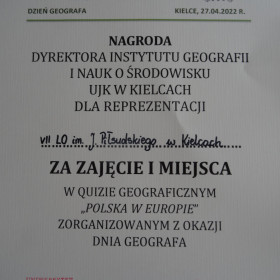 DZIEŃ GEOGRAFA KIELCE, 27.04.2022 R.
NAGRODA
DYREKTORA INSTYTUTU GEOGRAFII
I NAUK O ŚRODOWISKU
UJK W KIELCACH
DLA REPREZENTACJI
VII LO im. J. Piłsudskiego w Kielcach
ZA ZAJĘCIE I MIEJSCA
W QUIZIE GEOGRAFICZNYM
„POLSKA W EUROPIE”
ZORGANIZOWANYM Z OKAZJI
DNIA GEOGRAFA